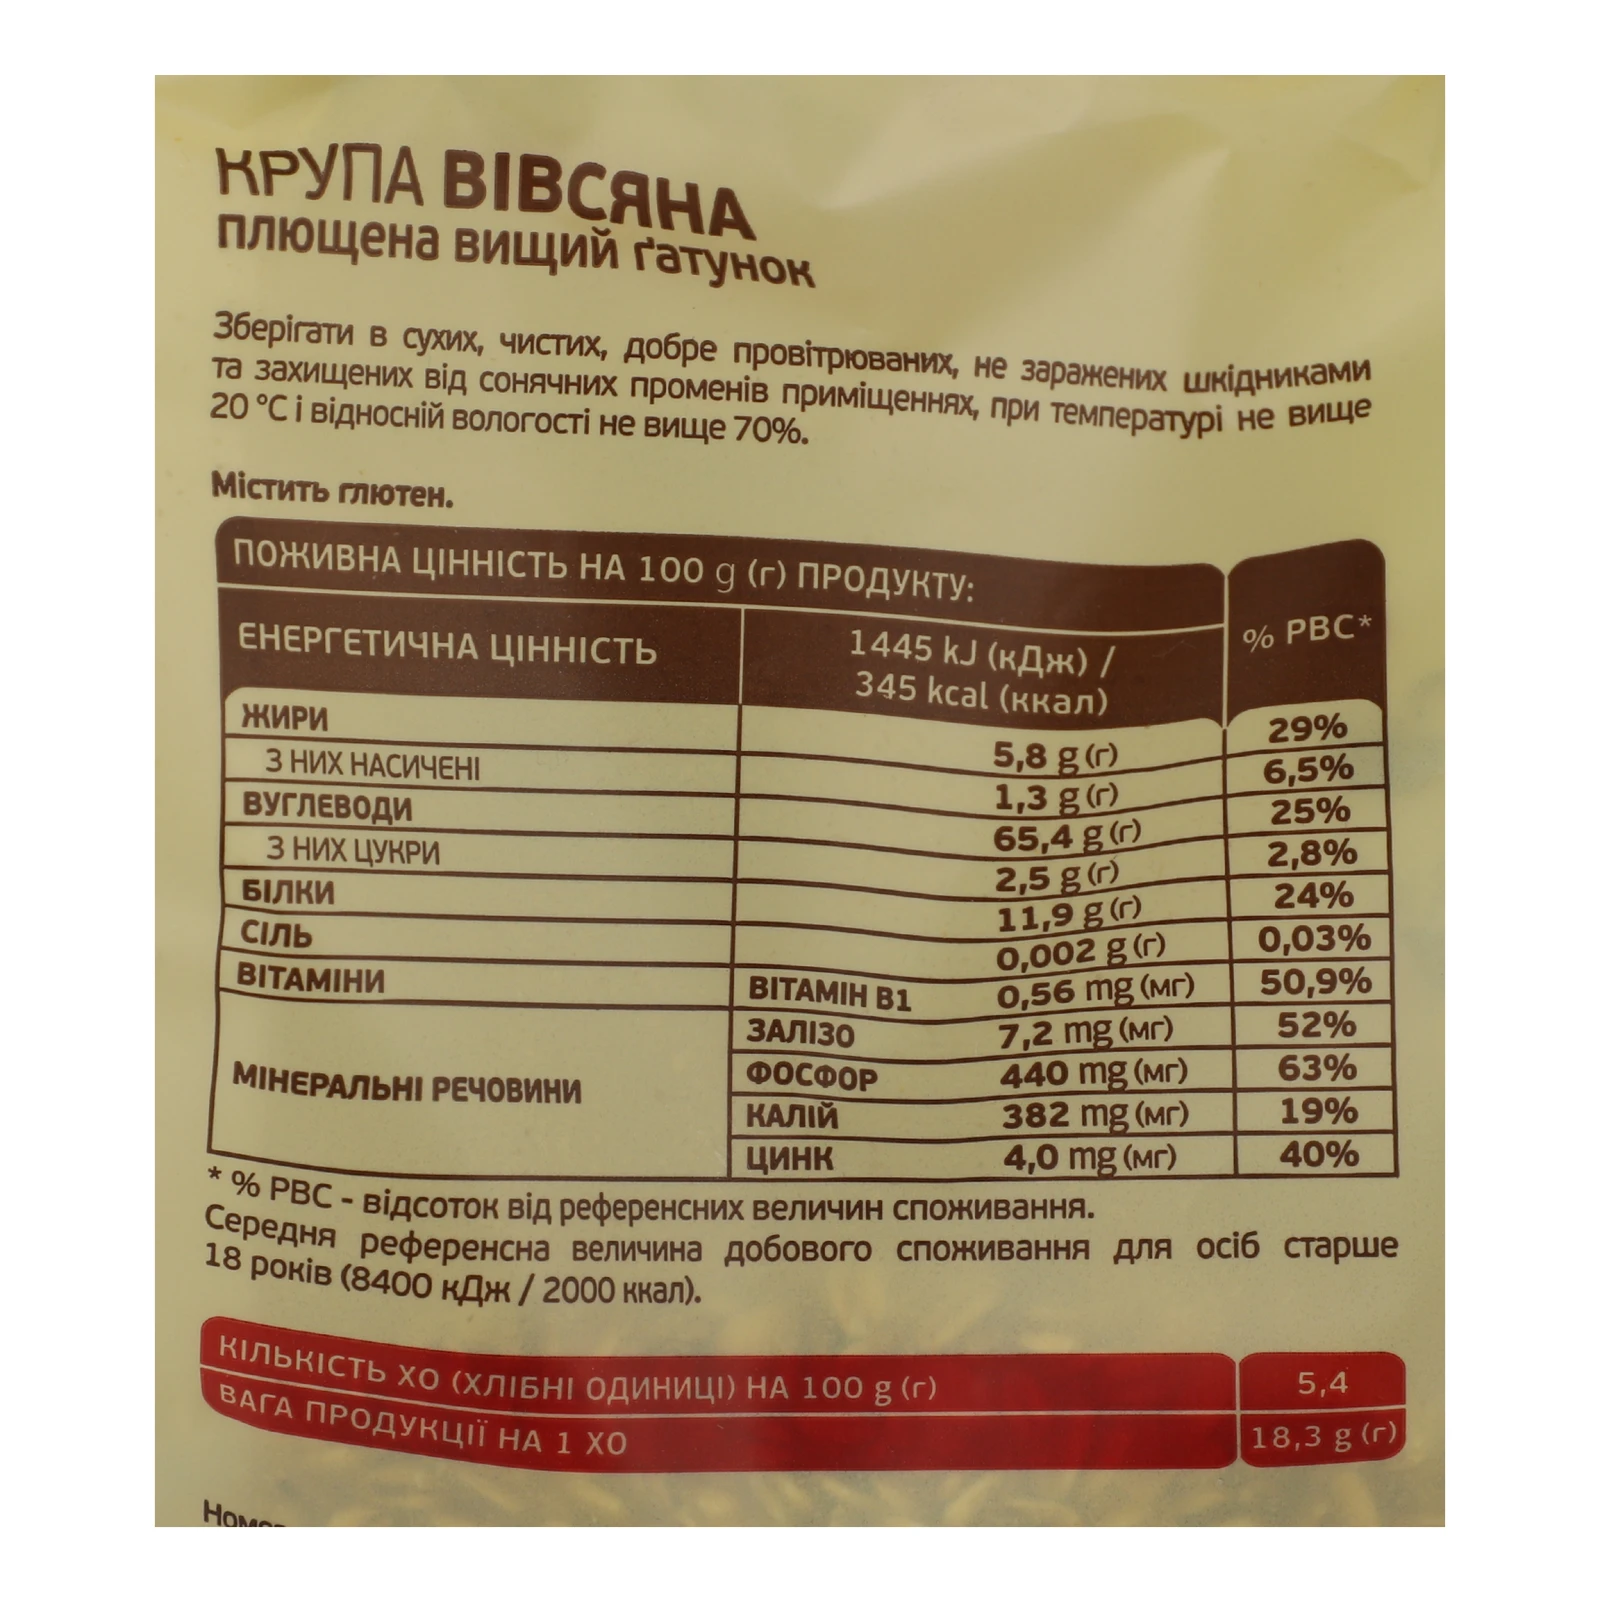 КРУПА ВІВСЯНА
плющена вищий ґатунок
Зберігати в сухих, чистих, добре провітрюваних, не заражених шкідниками
та захищених від сонячних променів приміщеннях, при температурі не вище
20 °С і відносній вологості не вище 70%.
Містить глютен.
ПОЖИВНА ЦІННІСТЬ НА 100 g (г) ПРОДУКТУ:
% РВС*
ЕНЕРГЕТИЧНА ЦІННІСТЬ 1445 kJ (кДж) /
345 kcal (ккал)
ЖИРИ 5,8 g (г) 29%
З НИХ НАСИЧЕНІ 1,3 g (г) 6,5%
ВУГЛЕВОДИ 65,4 g (г) 25%
З НИХ ЦУКРИ 2,5 g (г) 2,8%
БІЛКИ 11,9 g (г) 24%
СІЛЬ 0,002 g (г) 0,03%
ВІТАМІНИ ВІТАМІН В1 0,56 mg (мг) 50,9%
МІНЕРАЛЬНІ РЕЧОВИНИ
ЗАЛІЗО 7,2 mg (мг) 52%
ФОСФОР 440 mg (мг) 63%
КАЛІЙ 382 mg (мг) 19%
ЦИНК 4,0 mg (мг) 40%
* % РВС - відсоток від референсних величин споживання.
Середня референсна величина добового споживання для осіб старше
18 років (8400 кДж / 2000 ккал).
КІЛЬКІСТЬ ХО (ХЛІБНІ ОДИНИЦІ) НА 100 g (г) 5,4
ВАГА ПРОДУКЦІЇ НА 1 ХО 18,3 g (г)